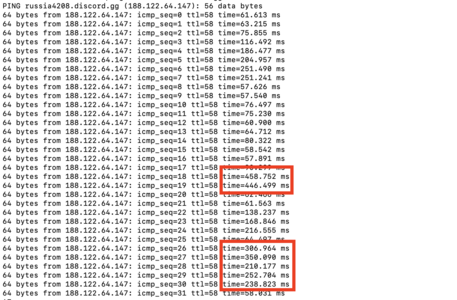 PING russia4208.discord.gg (188.122.64.147): 56 data bytes
64 bytes from 188.122.64.147: icmp_seq=0 ttl=58 time=61.613 ms
64 bytes from 188.122.64.147: icmp_seq=1 ttl=58 time=63.215 ms
64 bytes from 188.122.64.147: icmp_seq=2 ttl=58 time=75.855 ms
64 bytes from 188.122.64.147: icmp_seq=3 ttl=58 time=116.492 ms
64 bytes from 188.122.64.147: icmp_seq=4 ttl=58 time=186.477 ms
64 bytes from 188.122.64.147: icmp_seq=5 ttl=58 time=204.957 ms
64 bytes from 188.122.64.147: icmp_seq=6 ttl=58 time=251.490 ms
64 bytes from 188.122.64.147: icmp_seq=7 ttl=58 time=251.241 ms
64 bytes from 188.122.64.147: icmp_seq=8 ttl=58 time=57.626 ms
64 bytes from 188.122.64.147: icmp_seq=9 ttl=58 time=57.540 ms
64 bytes from 188.122.64.147: icmp_seq=10 ttl=58 time=76.497 ms
64 bytes from 188.122.64.147: icmp_seq=11 ttl=58 time=75.230 ms
64 bytes from 188.122.64.147: icmp_seq=12 ttl=58 time=60.900 ms
64 bytes from 188.122.64.147: icmp_seq=13 ttl=58 time=64.712 ms
64 bytes from 188.122.64.147: icmp_seq=14 ttl=58 time=80.322 ms
64 bytes from 188.122.64.147: icmp_seq=15 ttl=58 time=58.542 ms
64 bytes from 188.122.64.147: icmp_seq=16 ttl=58 time=57.891 ms
64 bytes from 188.122.64.147: icmp_seq=17 ttl=58
64 bytes from 188.122.64.147: icmp_seq=18 ttl=58 time=458.752 ms
64 bytes from 188.122.64.147: icmp_seq=19 ttl=58 time=446.499 ms
64 bytes from 188.122.64.147: icmp_seq=20 ttl=58
64 bytes from 188.122.64.147: icmp_seq=21 ttl=58 time=61.563 ms
64 bytes from 188.122.64.147: icmp_seq=22 ttl=58 time=138.237 ms
64 bytes from 188.122.64.147: icmp_seq=23 ttl=58 time=168.846 ms
64 bytes from 188.122.64.147: icmp_seq=24 ttl=58 time=216.555 ms
64 bytes from 188.122.64.147: icmp_seq=25 ttl=58
64 bytes from 188.122.64.147: icmp_seq=26 ttl=58 time=306.964 ms
64 bytes from 188.122.64.147: icmp_seq=27 ttl=58 time=350.090 ms
64 bytes from 188.122.64.147: icmp_seq=28 ttl=58 time=210.177 ms
64 bytes from 188.122.64.147: icmp_seq=29 ttl=58 time=252.704 ms
64 bytes from 188.122.64.147: icmp_seq=30 ttl=58 time=238.823 ms
64 bytes from 188.122.64.147: icmp_seq=31 ttl=58 time=58.031 ms